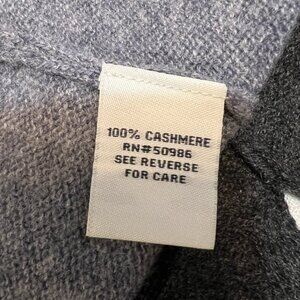 100% CASHMERE
RN#50986
SEE REVERSE
FOR CARE